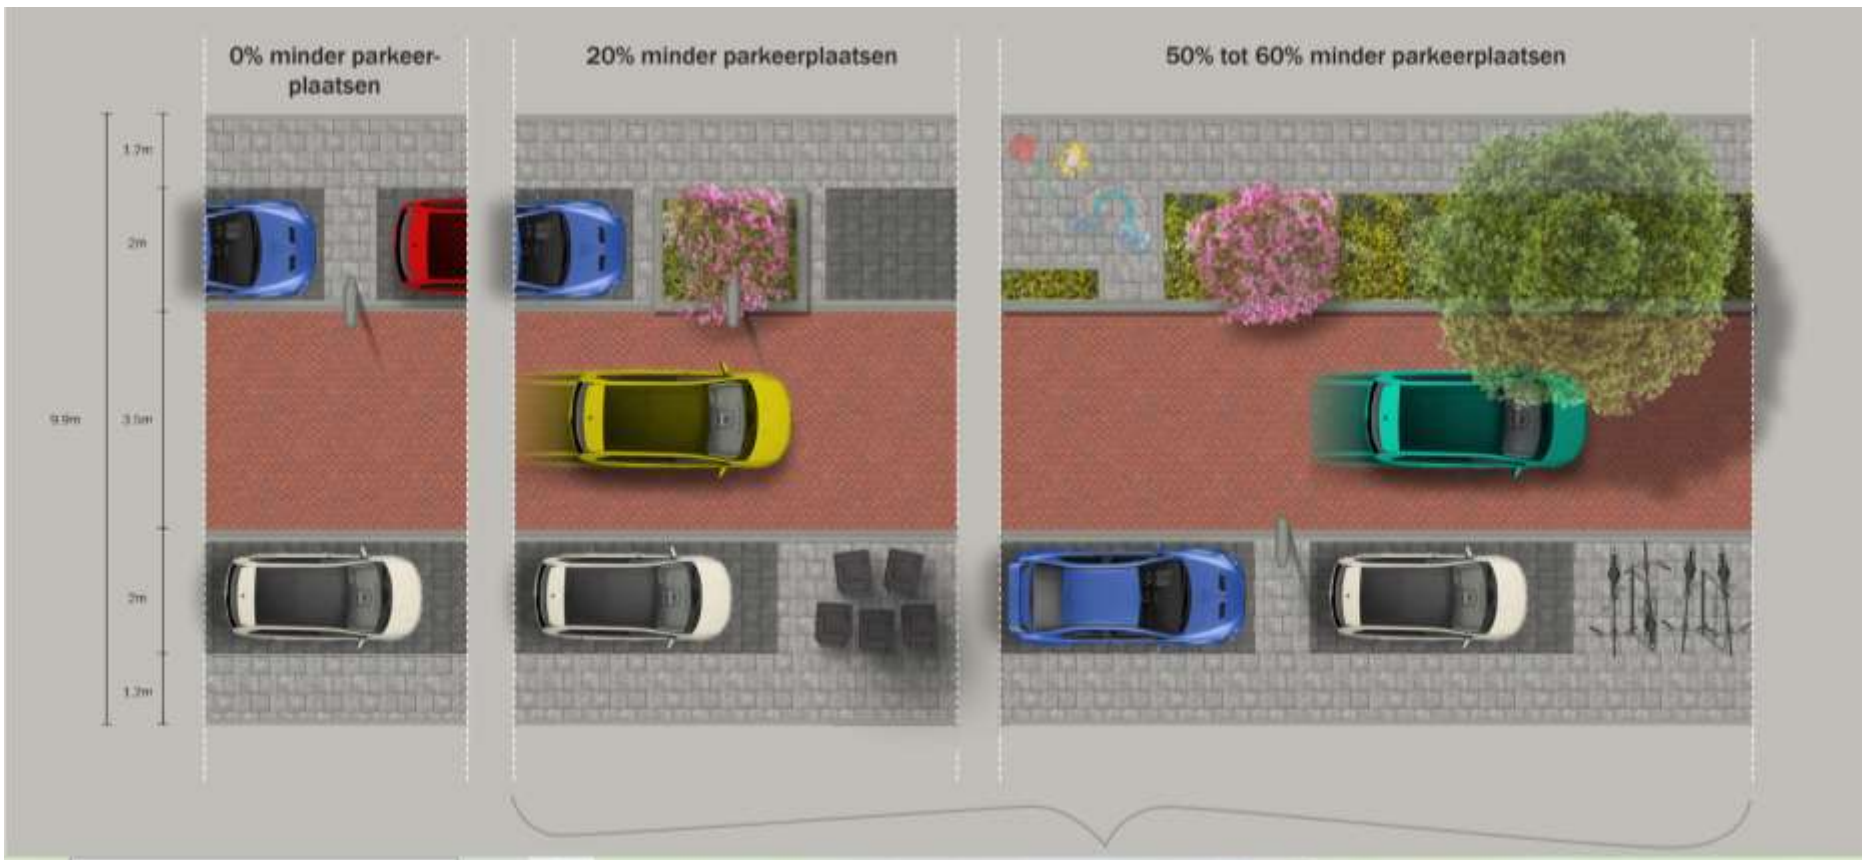 0% minder parkeer-
plaatsen
20% minder parkeerplaatsen
50% tot 60% minder parkeerplaatsen
1.2m
2m
9.9m
3.5m
2m
1.2m